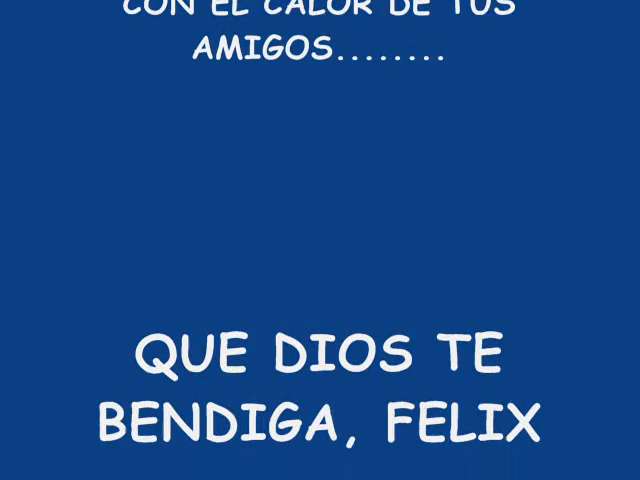 CON EL CALOR DE TUS
AMIGOS........
QUE DIOS TE
BENDIGA, FELIX